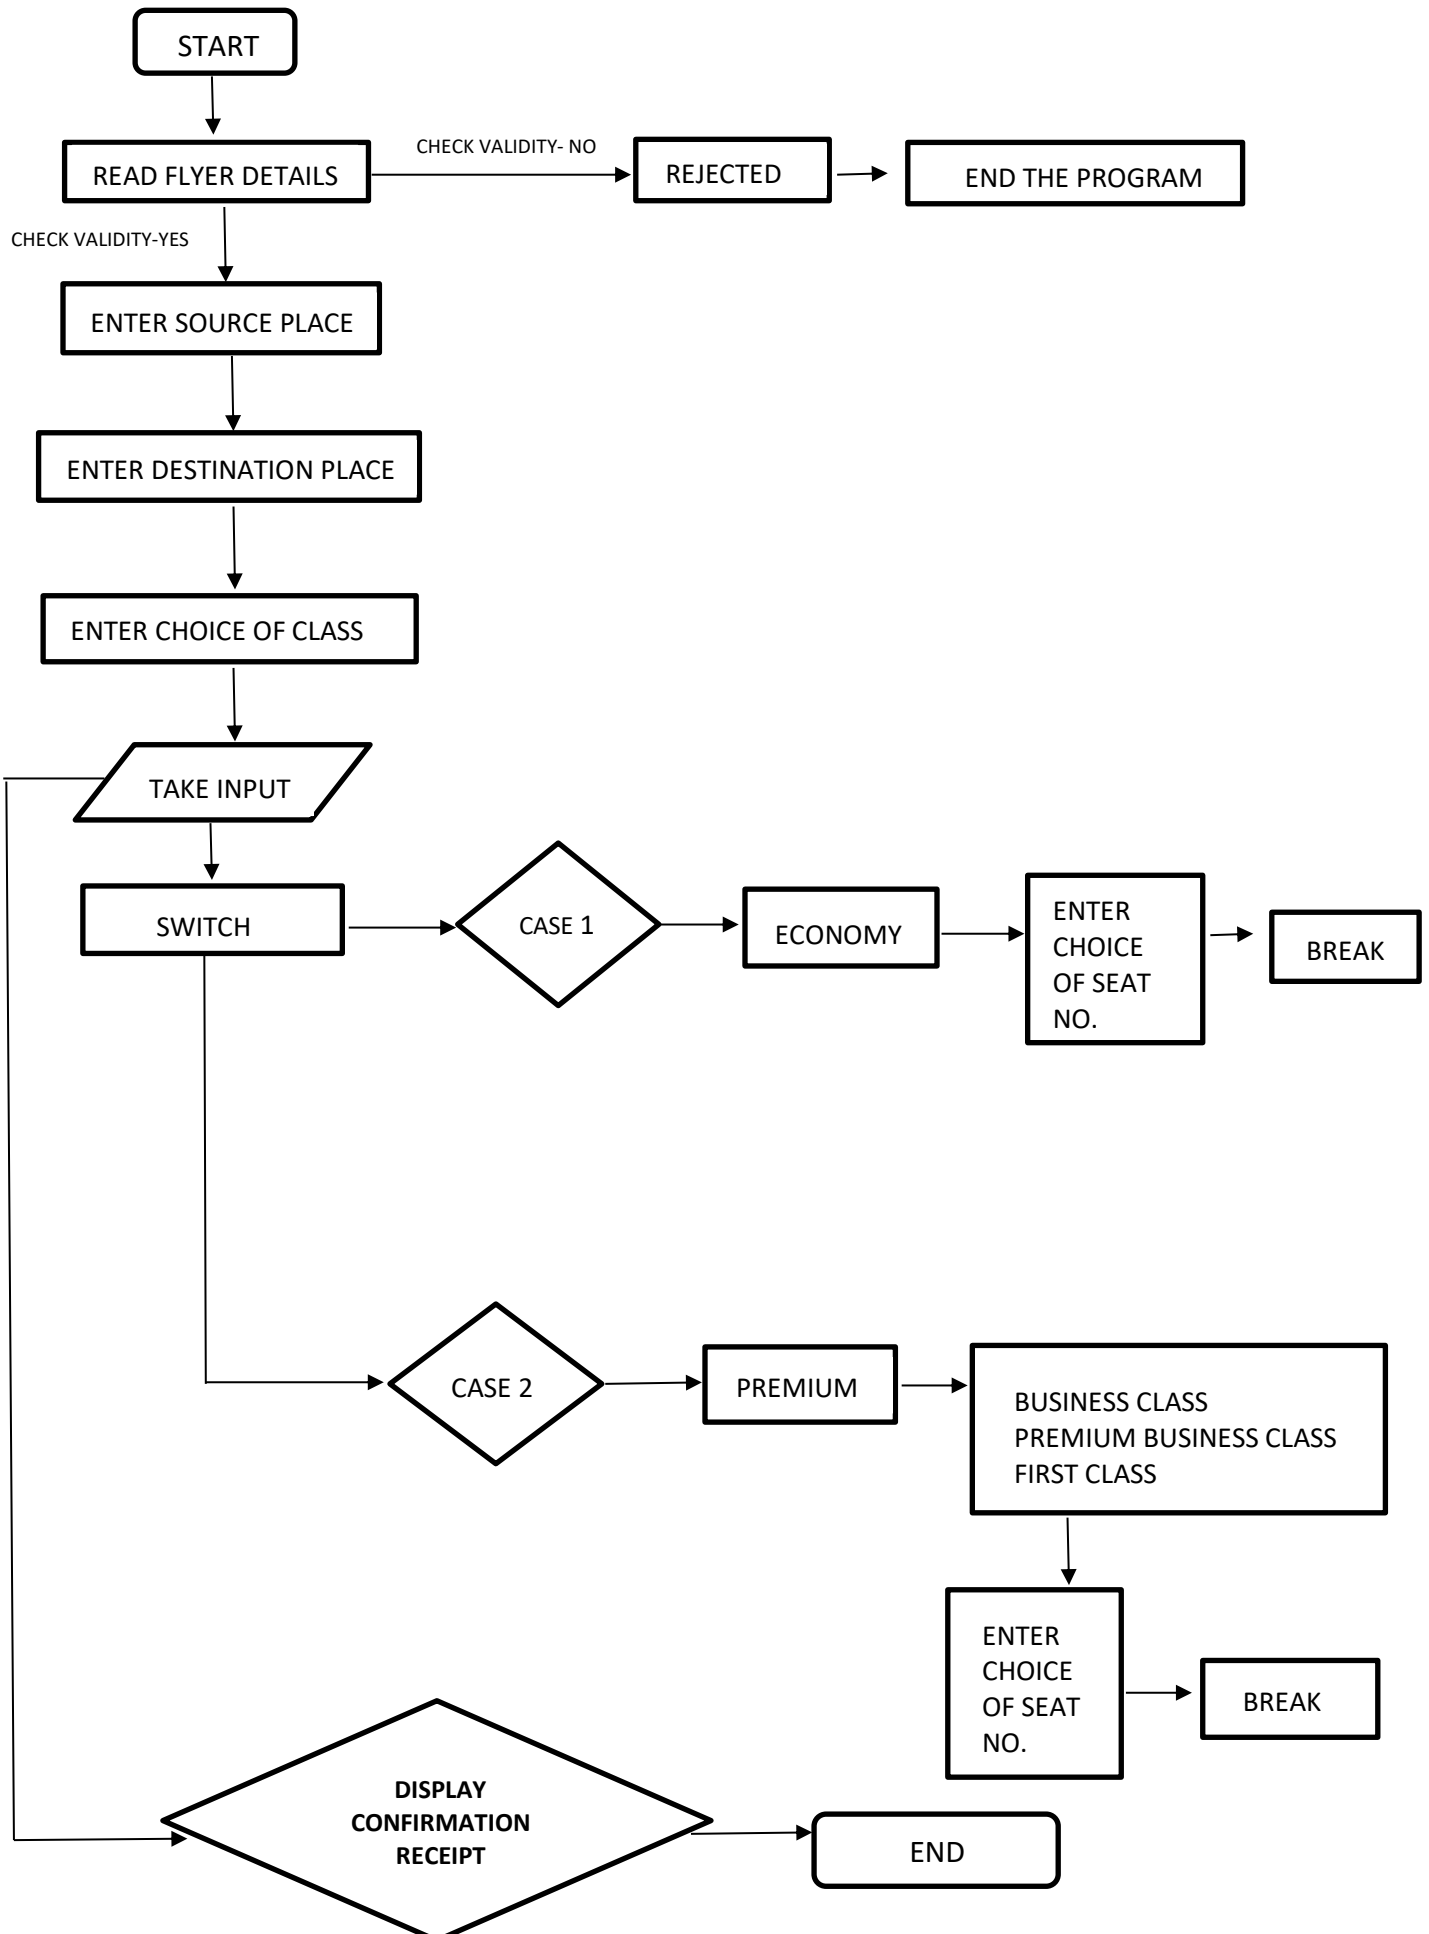 START
CHECK VALIDITY- NO
READ FLYER DETAILS
REJECTED
END THE PROGRAM
CHECK VALIDITY-YES
ENTER SOURCE PLACE
ENTER DESTINATION PLACE
ENTER CHOICE OF CLASS
TAKE INPUT
SWITCH
CASE 1
ECONOMY
ENTER
CHOICE
OF SEAT
NO.
BREAK
CASE 2
PREMIUM
BUSINESS CLASS
PREMIUM BUSINESS CLASS
FIRST CLASS
ENTER
CHOICE
OF SEAT
NO.
BREAK
DISPLAY
CONFIRMATION
RECEIPT
END